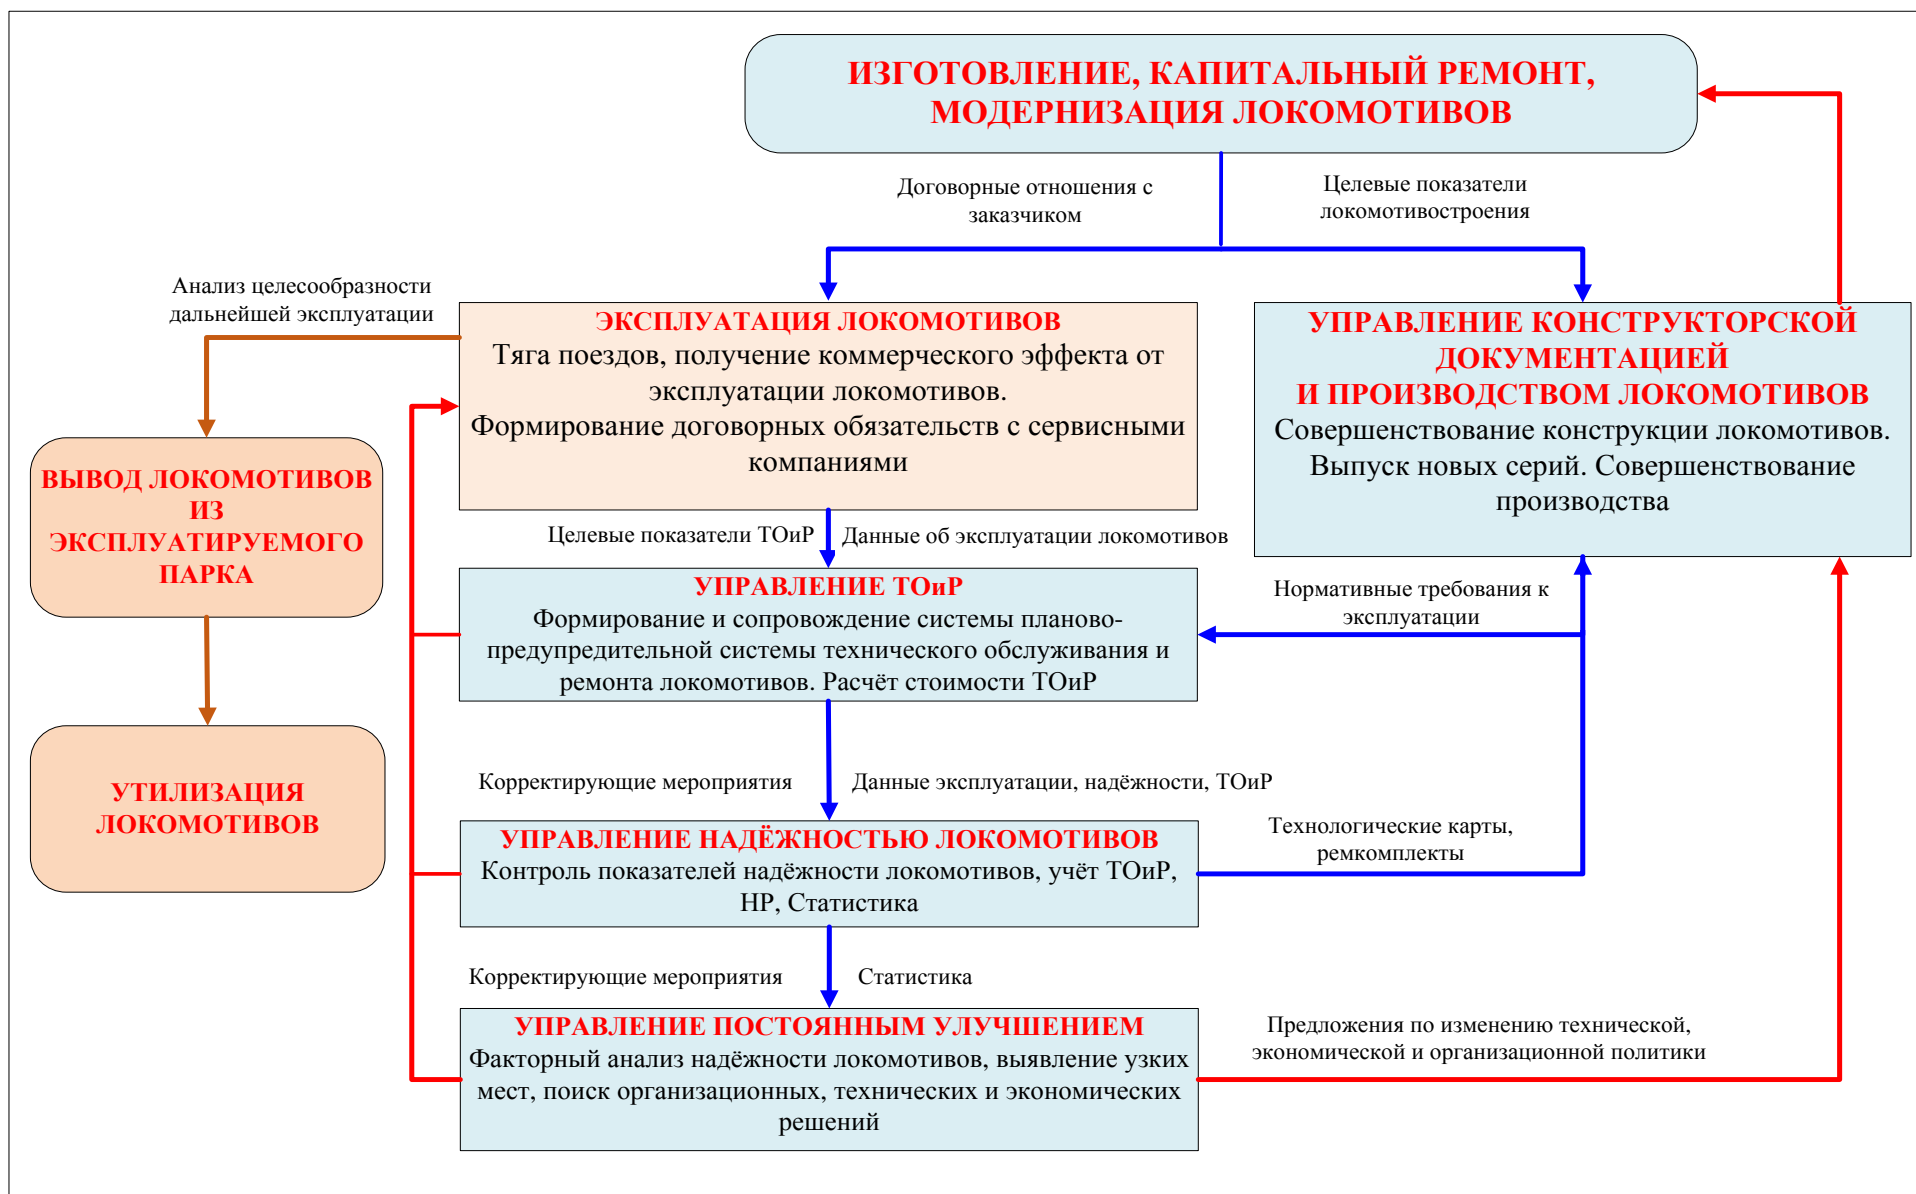 ИЗГОТОВЛЕНИЕ, КАПИТАЛЬНЫЙ РЕМОНТ,
МОДЕРНИЗАЦИЯ ЛОКОМОТИВОВ
Договорные отношения с
заказчиком
Целевые показатели
локомотивостроения
Анализ целесообразности
дальнейшей эксплуатации
ЭКСПЛУАТАЦИЯ ЛОКОМОТИВОВ
Тяга поездов, получение коммерческого эффекта от
эксплуатации локомотивов.
Формирование договорных обязательств с сервисными
компаниями
УПРАВЛЕНИЕ КОНСТРУКТОРСКОЙ
ДОКУМЕНТАЦИЕЙ
И ПРОИЗВОДСТВОМ ЛОКОМОТИВОВ
Совершенствование конструкции локомотивов.
Выпуск новых серий. Совершенствование
производства
ВЫВОД ЛОКОМОТИВОВ
ИЗ
ЭКСПЛУАТИРУЕМОГО
ПАРКА
Целевые показатели ТОиР
Данные об эксплуатации локомотивов
УПРАВЛЕНИЕ ТОиР
Формирование и сопровождение системы планово-
предупредительной системы технического обслуживания и
ремонта локомотивов. Расчёт стоимости ТОиР
Нормативные требования к
эксплуатации
УТИЛИЗАЦИЯ
ЛОКОМОТИВОВ
Корректирующие мероприятия
Данные эксплуатации, надёжности, ТОиР
УПРАВЛЕНИЕ НАДЁЖНОСТЬЮ ЛОКОМОТИВОВ
Контроль показателей надёжности локомотивов, учёт ТОиР,
НР, Статистика
Технологические карты,
ремкомплекты
Корректирующие мероприятия
Статистика
УПРАВЛЕНИЕ ПОСТОЯННЫМ УЛУЧШЕНИЕМ
Факторный анализ надёжности локомотивов, выявление узких
мест, поиск организационных, технических и экономических
решений
Предложения по изменению технической,
экономической и организационной политики